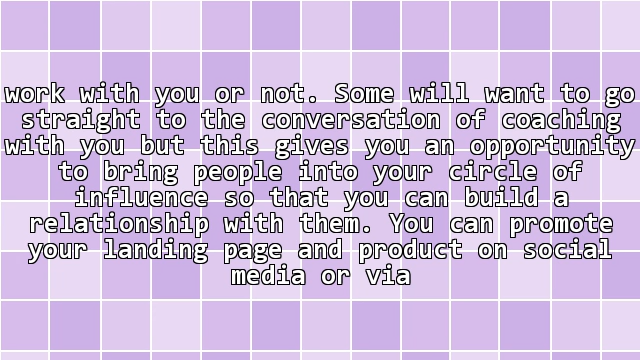 work with you or not. Some will want to go
straight to the conversation of coaching
with you but this gives you an opportunity
to bring people into your circle of
influence so that you can build a
relationship with them. You can promote
your landing page and product on social
media or via